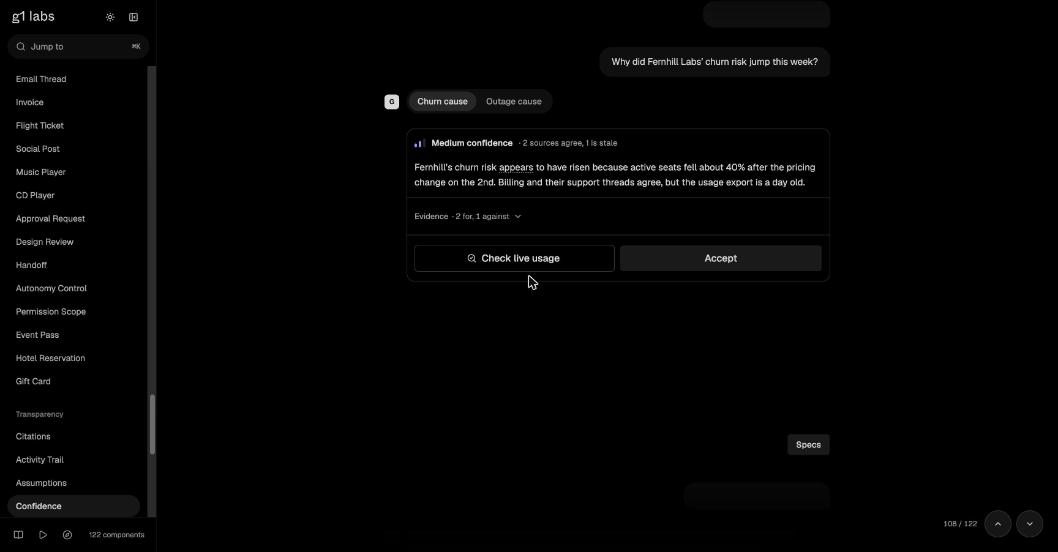 g1 labs
Jump to
⌘K
Email Thread
Invoice
Flight Ticket
Social Post
Music Player
CD Player
Approval Request
Design Review
Handoff
Autonomy Control
Permission Scope
Event Pass
Hotel Reservation
Gift Card
Transparency
Citations
Activity Trail
Assumptions
Confidence
122 components
Why did Fernhill Labs' churn risk jump this week?
G
Churn cause
Outage cause
Medium confidence · 2 sources agree, 1 is stale
Fernhill's churn risk appears to have risen because active seats fell about 40% after the pricing
change on the 2nd. Billing and their support threads agree, but the usage export is a day old.
Evidence · 2 for, 1 against
Check live usage
Accept
Specs
108 / 122